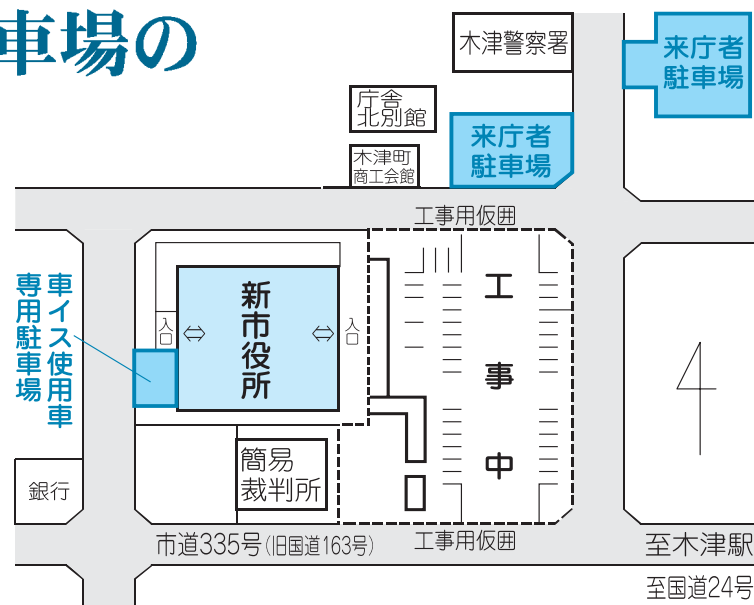 車場の
木津警察署
来庁者
駐車場
庁舎
北別館
来庁者
駐車場
木津町
商工会館
工事用仮囲
車イス使用車
専用駐車場
入口
新市役所
入口
工事中
簡易
裁判所
銀行
市道335号(旧国道163号)
工事用仮囲
至木津駅
至国道24号